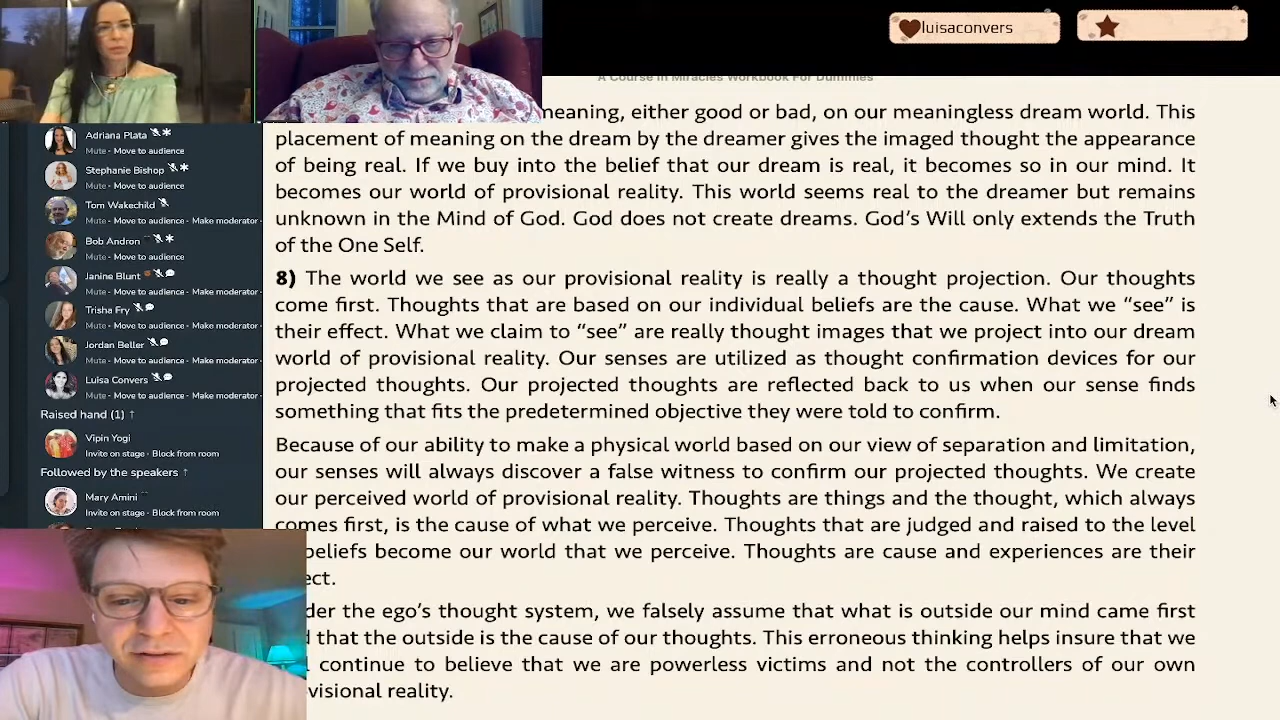 luisaconvers
A Course In Miracles Workbook For Dummies
meaning, either good or bad, on our meaningless dream world. This
placement of meaning on the dream by the dreamer gives the imaged thought the appearance
of being real. If we buy into the belief that our dream is real, it becomes so in our mind. It
becomes our world of provisional reality. This world seems real to the dreamer but remains
unknown in the Mind of God. God does not create dreams. God’s Will only extends the Truth
of the One Self.
8) The world we see as our provisional reality is really a thought projection. Our thoughts
come first. Thoughts that are based on our individual beliefs are the cause. What we “see” is
their effect. What we claim to “see” are really thought images that we project into our dream
world of provisional reality. Our senses are utilized as thought confirmation devices for our
projected thoughts. Our projected thoughts are reflected back to us when our sense finds
something that fits the predetermined objective they were told to confirm.
Because of our ability to make a physical world based on our view of separation and limitation,
our senses will always discover a false witness to confirm our projected thoughts. We create
our perceived world of provisional reality. Thoughts are things and the thought, which always
comes first, is the cause of what we perceive. Thoughts that are judged and raised to the level
beliefs become our world that we perceive. Thoughts are cause and experiences are their
ect.
der the ego’s thought system, we falsely assume that what is outside our mind came first
that the outside is the cause of our thoughts. This erroneous thinking helps insure that we
continue to believe that we are powerless victims and not the controllers of our own
visional reality.
Adriana Plata
Mute - Move to audience
Stephanie Bishop
Mute - Move to audience
Tom Wakechild
Mute - Move to audience - Make moderator -
Bob Andron
Mute - Move to audience
Janine Blunt
Mute - Move to audience - Make moderator -
Trisha Fry
Mute - Move to audience - Make moderator -
Jordan Beller
Mute - Move to audience - Make moderator -
Luisa Convers
Mute - Move to audience - Make moderator -
Raised hand (1) ↑
Vipin Yogi
Invite on stage - Block from room
Followed by the speakers ↑
Mary Amini
Invite on stage - Block from room